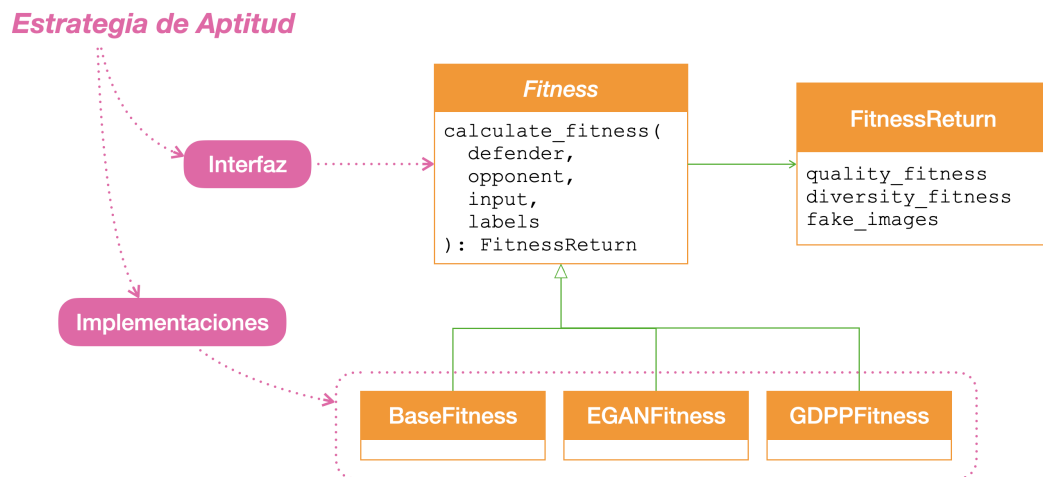 Estrategia de Aptitud
Interfaz
Implementaciones
Fitness
calculate_fitness(
defender,
opponent,
input,
labels
): FitnessReturn
FitnessReturn
quality_fitness
diversity_fitness
fake_images
BaseFitness
EGANFitness
GDPPFitness